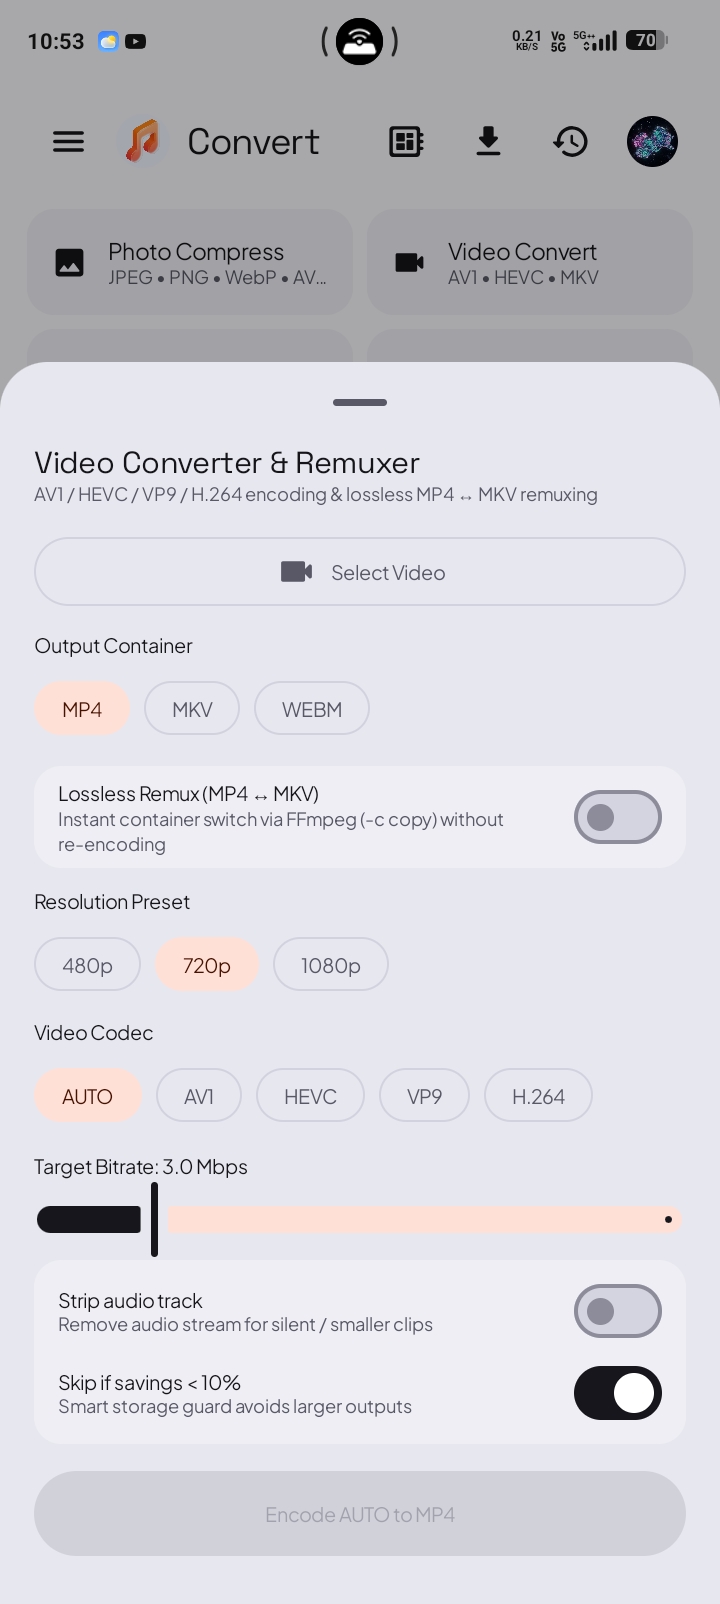 10:53
0.21 KB/S Vo 5G 5G++ 70
Convert
Photo Compress
JPEG • PNG • WebP • AV...
Video Convert
AV1 • HEVC • MKV
Video Converter & Remuxer
AV1 / HEVC / VP9 / H.264 encoding & lossless MP4 ↔ MKV remuxing
Select Video
Output Container
MP4 MKV WEBM
Lossless Remux (MP4 ↔ MKV)
Instant container switch via FFmpeg (-c copy) without
re-encoding
Resolution Preset
480p 720p 1080p
Video Codec
AUTO AV1 HEVC VP9 H.264
Target Bitrate: 3.0 Mbps
Strip audio track
Remove audio stream for silent / smaller clips
Skip if savings < 10%
Smart storage guard avoids larger outputs
Encode AUTO to MP4